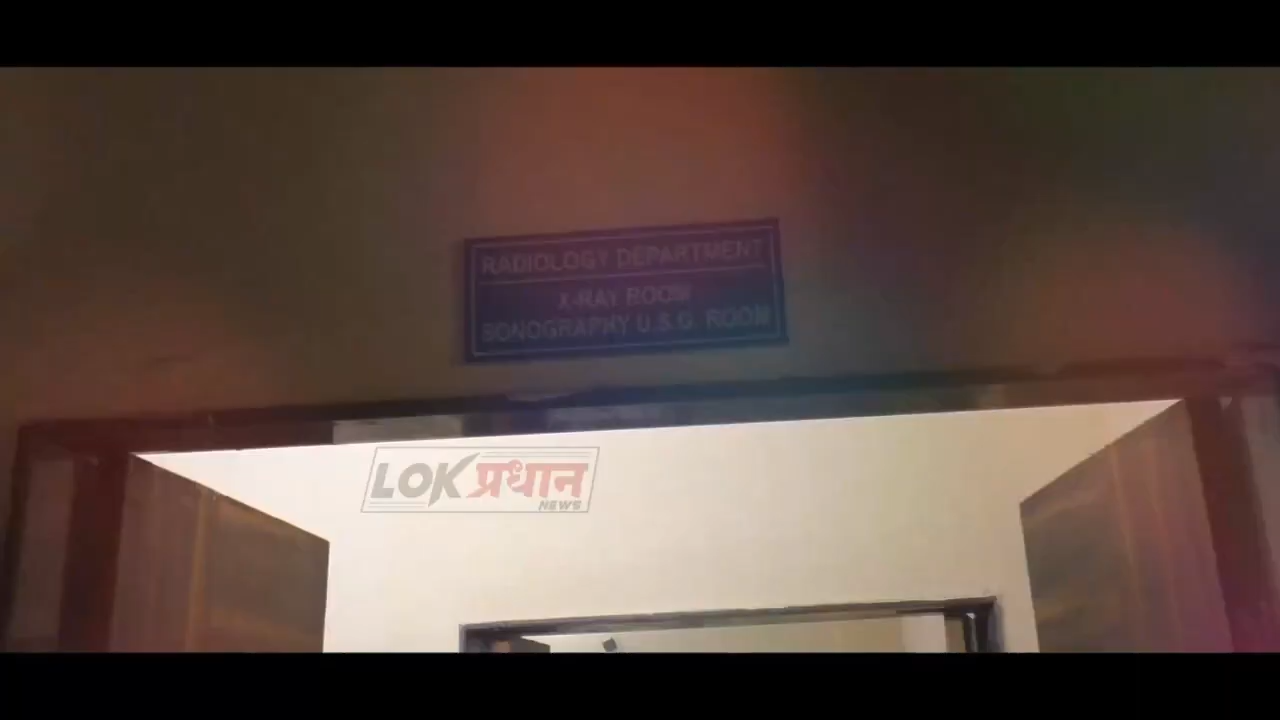 RADIOLOGY DEPARTMENT
X-RAY ROOM
SONOGRAPHY U.S.G. ROOM
LOK प्रधान
NEWS